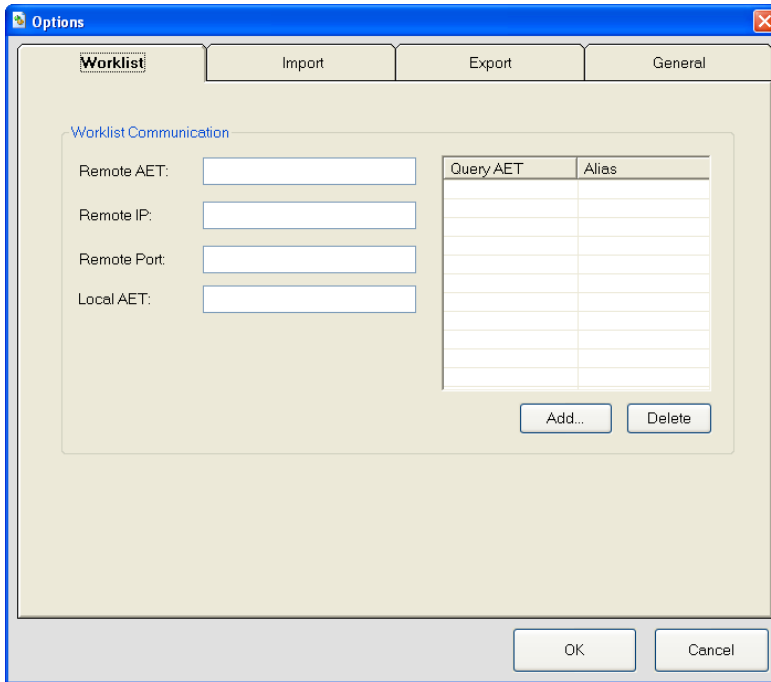 Options
Worklist Import Export General
Worklist Communication
Remote AET:
Remote IP:
Remote Port:
Local AET:
Query AET Alias
Add... Delete
OK Cancel